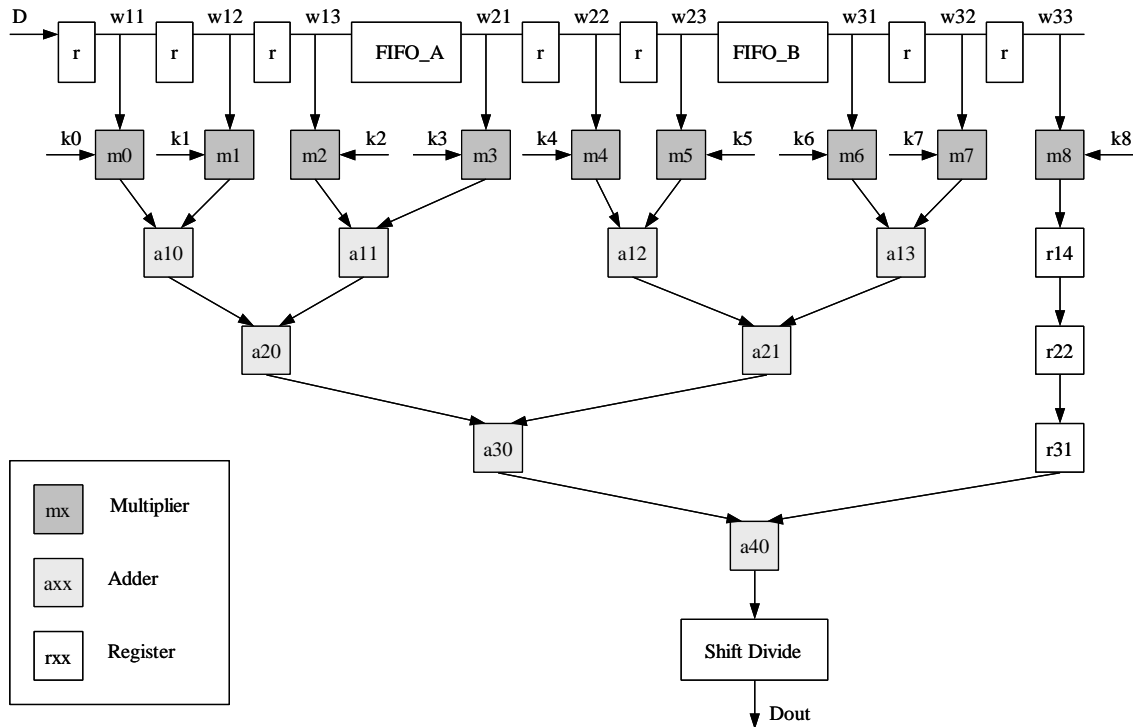 D w11 w12 w13 w21 w22 w23 w31 w32 w33
r r r FIFO_A r r FIFO_B r r
k0 m0 k1 m1 m2 k2 k3 m3 k4 m4 m5 k5 k6 m6 k7 m7 m8 k8
a10 a11 a12 a13 r14
a20 a21 r22
a30 r31
mx Multiplier
a40
axx Adder
rxx Register
Shift Divide
Dout